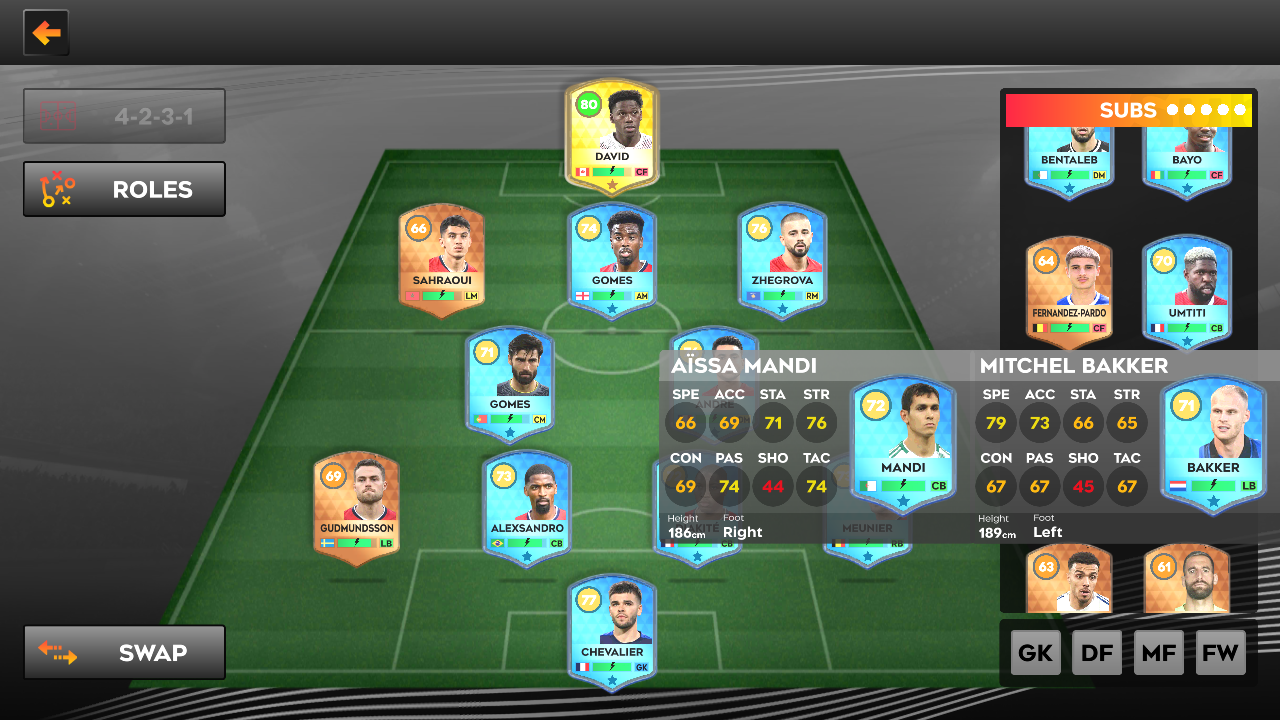 4-2-3-1
ROLES
SWAP
80
DAVID
CF
66
SAHRAOUI
LM
74
GOMES
AM
76
ZHEGROVA
RM
71
GOMES
CM
ANDRÉ
69
GUDMUNDSSON
LB
73
ALEXSANDRO
CB
CB
MEUNIER
RB
77
CHEVALIER
GK
SUBS
BENTALEB
DM
BAYO
CF
64
FERNANDEZ-PARDO
CF
70
UMTITI
CB
AÏSSA MANDI
SPE ACC STA STR
66 69 71 76
CON PAS SHO TAC
69 74 44 74
Height Foot
186cm Right
72
MANDI
CB
MITCHEL BAKKER
SPE ACC STA STR
79 73 66 65
CON PAS SHO TAC
67 67 45 67
Height Foot
189cm Left
71
BAKKER
LB
63
61
GK DF MF FW